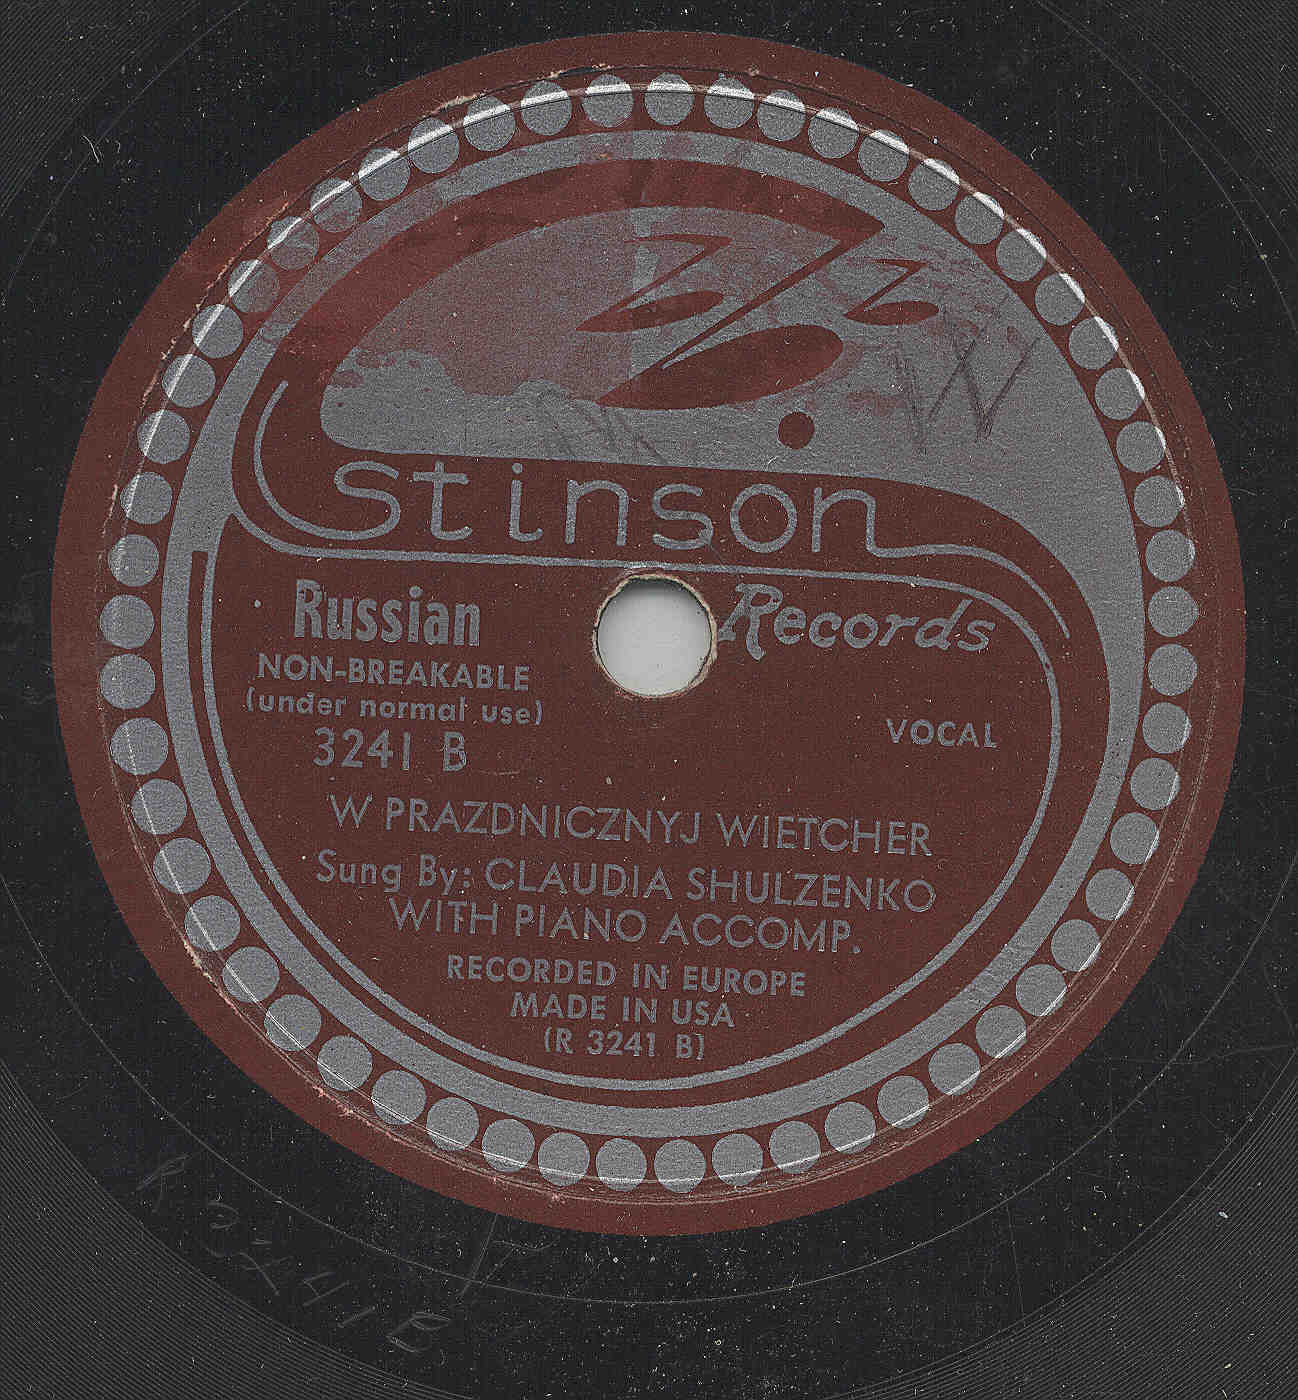 Stinson
Records
Russian
NON-BREAKABLE
(under normal use)
3241 B
VOCAL
W PRAZDNICZNYJ WIETCHER
Sung By: CLAUDIA SHULZENKO
WITH PIANO ACCOMP.
RECORDED IN EUROPE
MADE IN USA
(R 3241 B)
W
R 3241 B